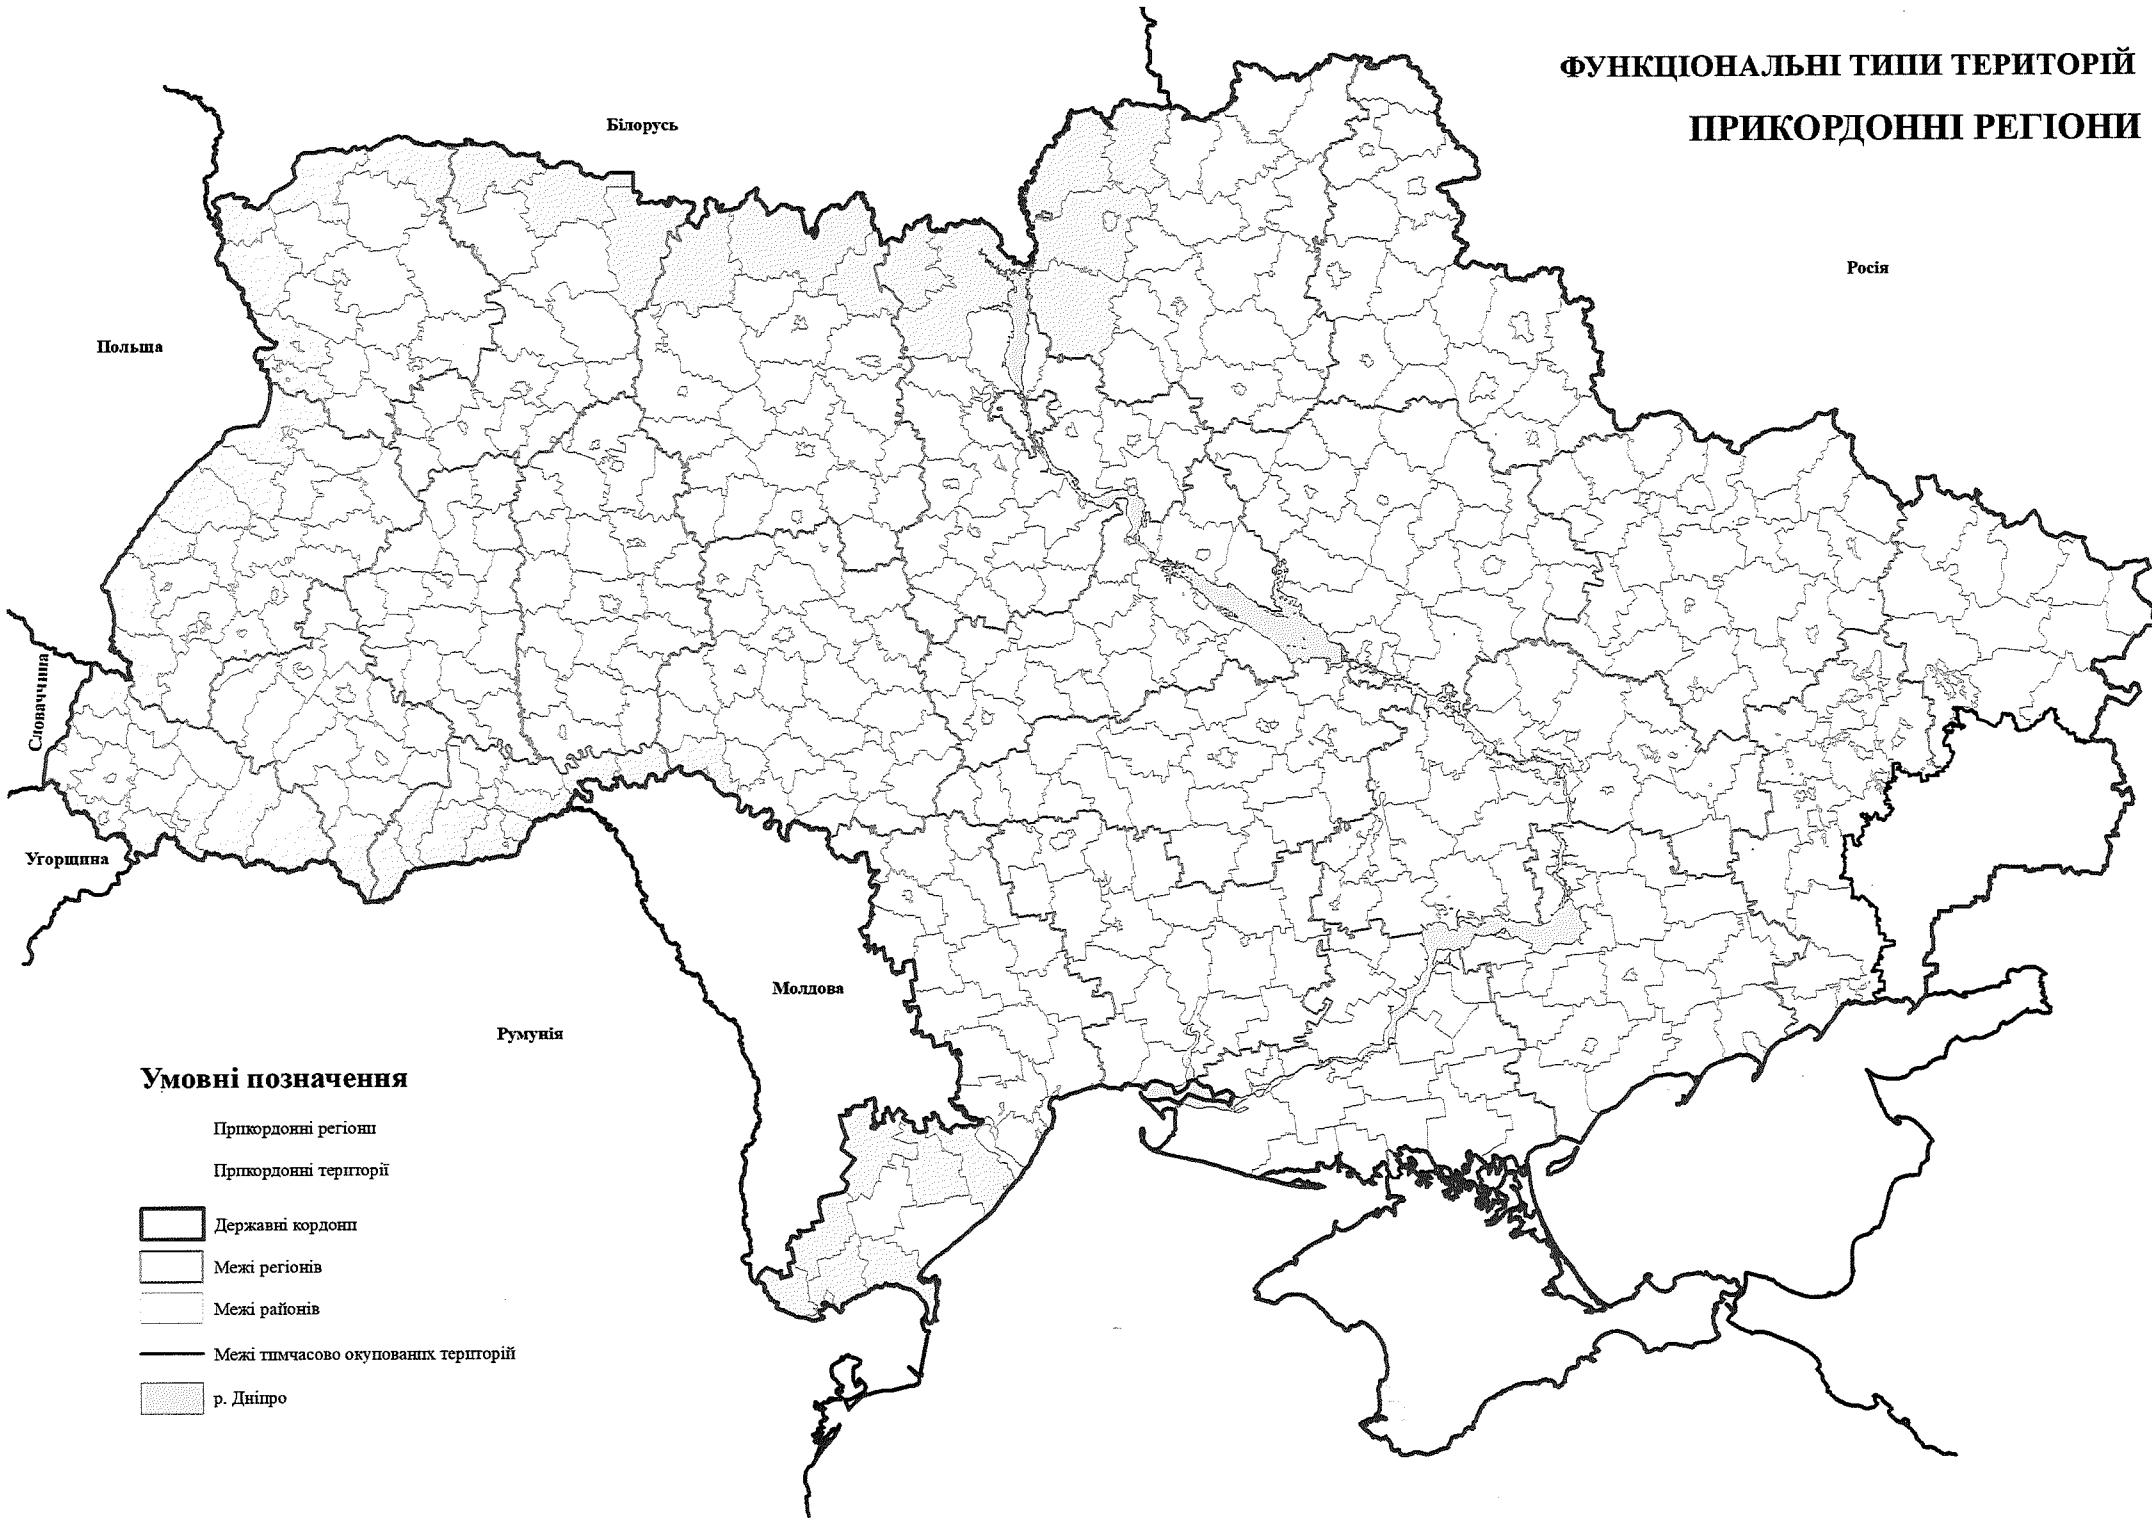 ФУНКЦІОНАЛЬНІ ТИПИ ТЕРИТОРІЙ
ПРИКОРДОННІ РЕГІОНИ
Білорусь
Росія
Польща
Словаччина
Угорщина
Молдова
Румунія
Умовні позначення
Прикордонні регіони
Прикордонні території
Державні кордони
Межі регіонів
Межі районів
Межі тимчасово окупованих територій
р. Дніпро